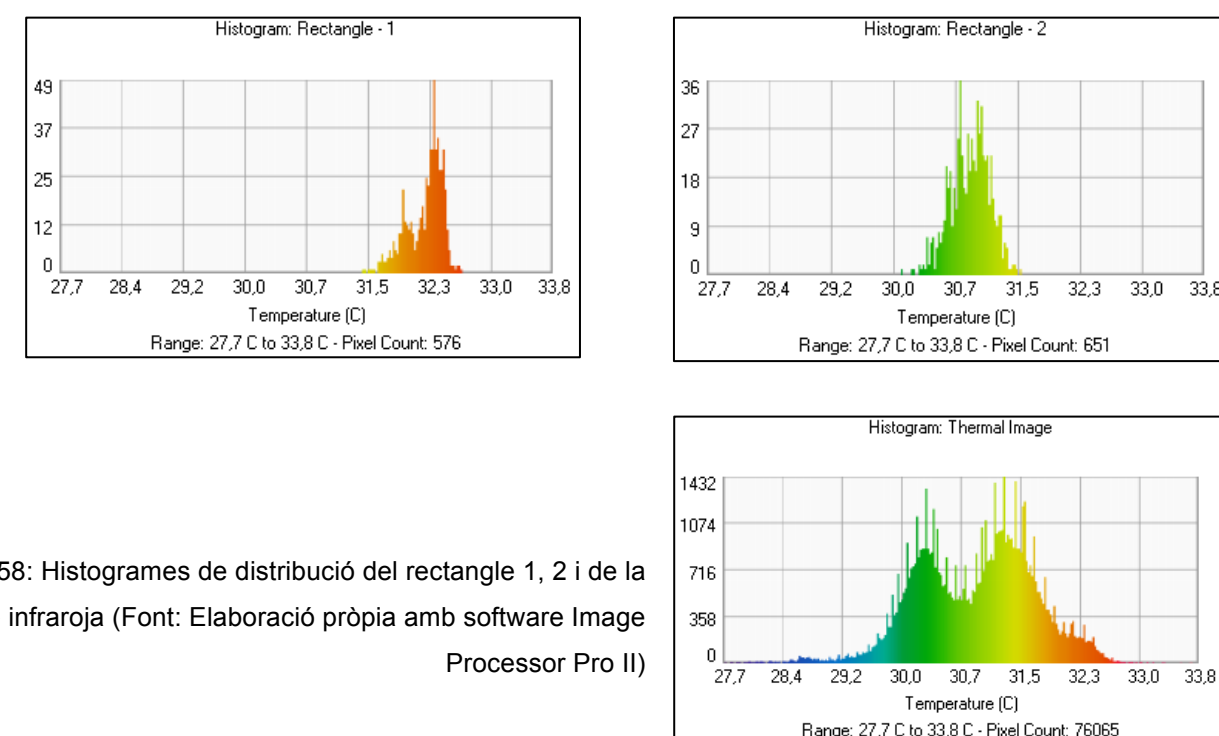 Histogram: Rectangle - 1
49
37
25
12
0
27,7 28,4 29,2 30,0 30,7 31,5 32,3 33,0 33,8
Temperature (C)
Range: 27,7 C to 33,8 C - Pixel Count: 576
Histogram: Rectangle - 2
36
27
18
9
0
27,7 28,4 29,2 30,0 30,7 31,5 32,3 33,0 33,8
Temperature (C)
Range: 27,7 C to 33,8 C - Pixel Count: 651
58: Histogrames de distribució del rectangle 1, 2 i de la
infraroja (Font: Elaboració pròpia amb software Image
Processor Pro II)
Histogram: Thermal Image
1432
1074
716
358
0
27,7 28,4 29,2 30,0 30,7 31,5 32,3 33,0 33,8
Temperature (C)
Range: 27,7 C to 33,8 C - Pixel Count: 76065